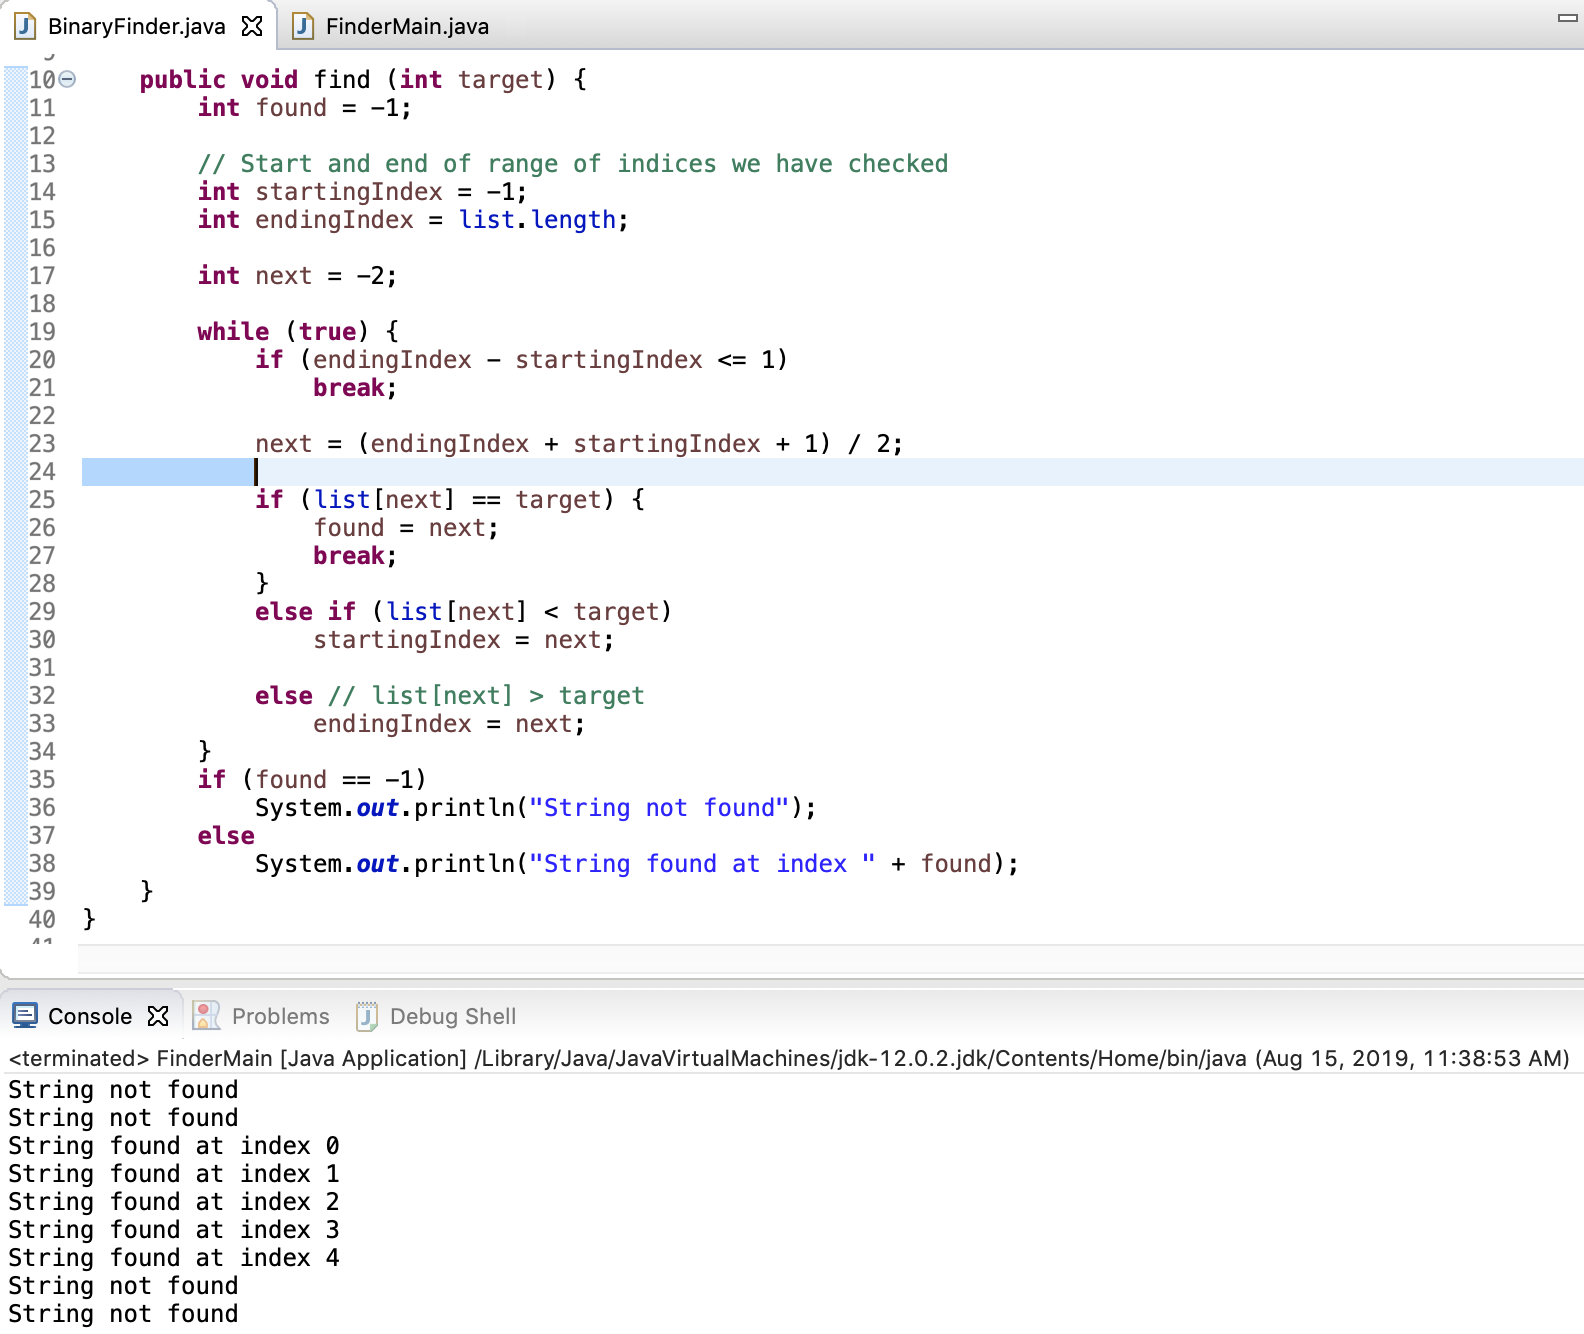 BinaryFinder.java FinderMain.java
10 public void find (int target) {
11 int found = -1;
12
13 // Start and end of range of indices we have checked
14 int startingIndex = -1;
15 int endingIndex = list.length;
16
17 int next = -2;
18
19 while (true) {
20 if (endingIndex - startingIndex <= 1)
21 break;
22
23 next = (endingIndex + startingIndex + 1) / 2;
24
25 if (list[next] == target) {
26 found = next;
27 break;
28 }
29 else if (list[next] < target)
30 startingIndex = next;
31
32 else // list[next] > target
33 endingIndex = next;
34 }
35 if (found == -1)
36 System.out.println("String not found");
37 else
38 System.out.println("String found at index " + found);
39 }
40 }
Console Problems Debug Shell
<terminated> FinderMain [Java Application] /Library/Java/JavaVirtualMachines/jdk-12.0.2.jdk/Contents/Home/bin/java (Aug 15, 2019, 11:38:53 AM)
String not found
String not found
String found at index 0
String found at index 1
String found at index 2
String found at index 3
String found at index 4
String not found
String not found